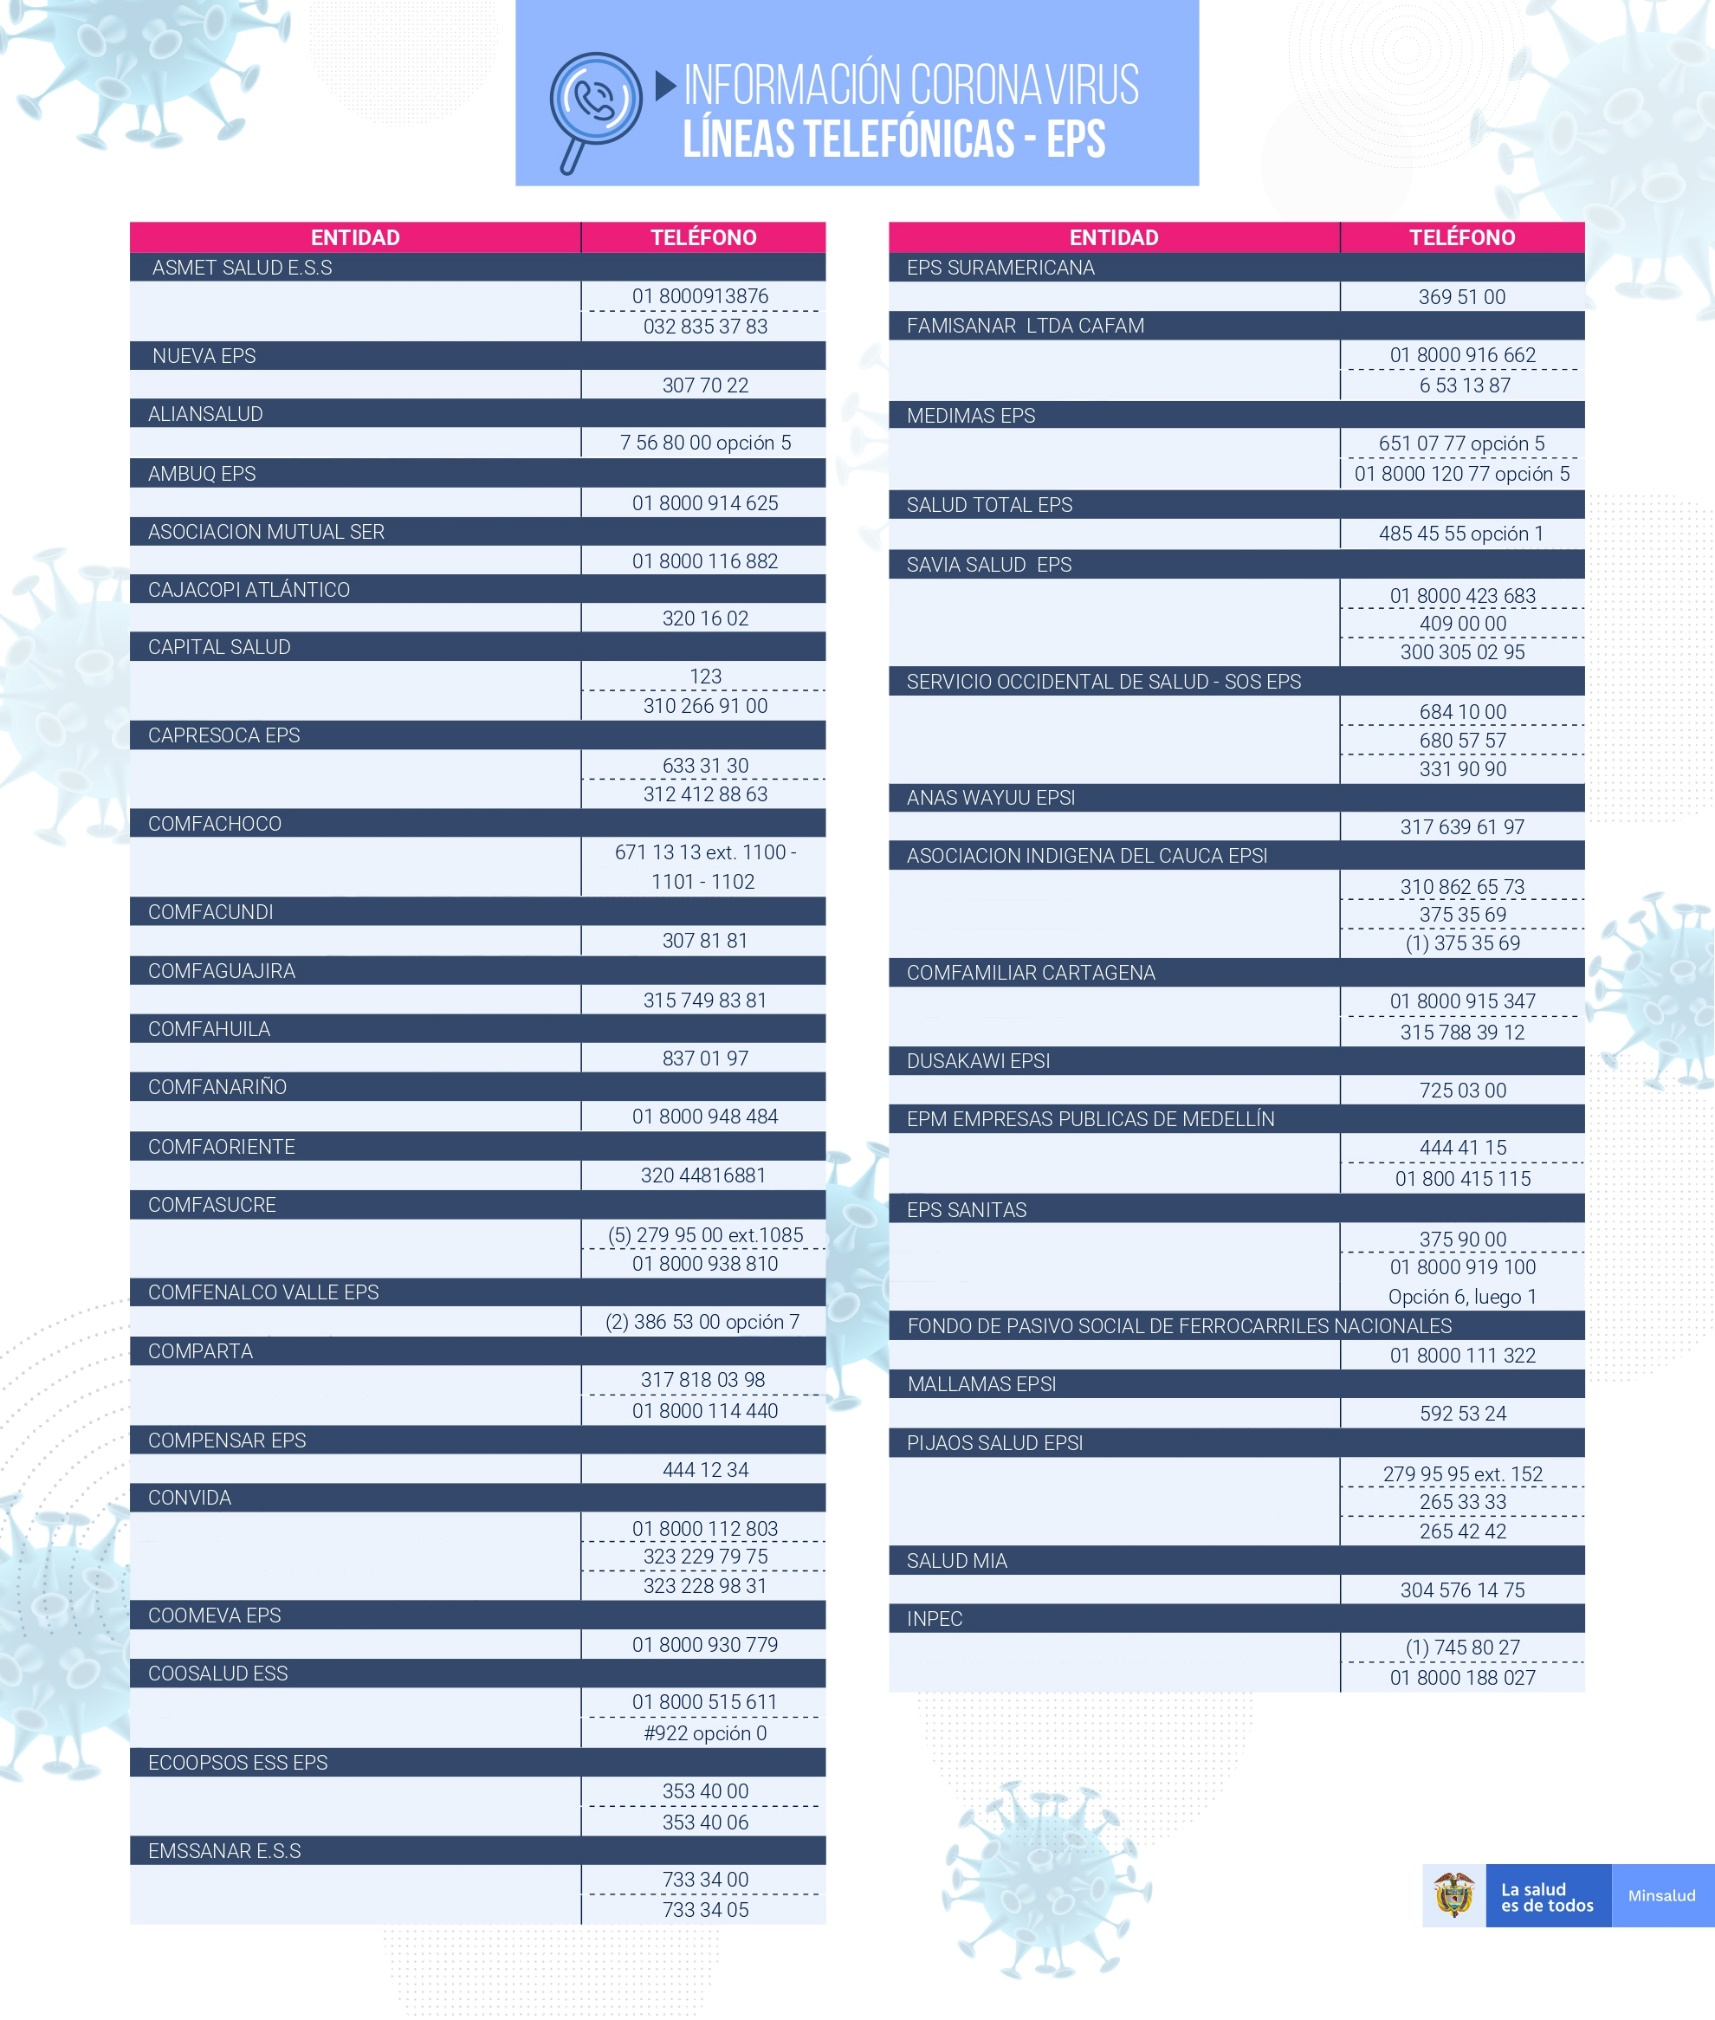 INFORMACIÓN CORONAVIRUS
LÍNEAS TELEFÓNICAS - EPS
ENTIDAD TELÉFONO
ASMET SALUD E.S.S
01 8000913876
032 835 37 83
NUEVA EPS
307 70 22
ALIANSALUD
7 56 80 00 opción 5
AMBUQ EPS
01 8000 914 625
ASOCIACION MUTUAL SER
01 8000 116 882
CAJACOPI ATLÁNTICO
320 16 02
CAPITAL SALUD
123
310 266 91 00
CAPRESOCA EPS
633 31 30
312 412 88 63
COMFACHOCO
671 13 13 ext. 1100 -
1101 - 1102
COMFACUNDI
307 81 81
COMFAGUAJIRA
315 749 83 81
COMFAHUILA
837 01 97
COMFANARIÑO
01 8000 948 484
COMFAORIENTE
320 44816881
COMFASUCRE
(5) 279 95 00 ext.1085
01 8000 938 810
COMFENALCO VALLE EPS
(2) 386 53 00 opción 7
COMPARTA
317 818 03 98
01 8000 114 440
COMPENSAR EPS
444 12 34
CONVIDA
01 8000 112 803
323 229 79 75
323 228 98 31
COOMEVA EPS
01 8000 930 779
COOSALUD ESS
01 8000 515 611
#922 opción 0
ECOOPSOS ESS EPS
353 40 00
353 40 06
EMSSANAR E.S.S
733 34 00
733 34 05
ENTIDAD TELÉFONO
EPS SURAMERICANA
369 51 00
FAMISANAR LTDA CAFAM
01 8000 916 662
6 53 13 87
MEDIMAS EPS
651 07 77 opción 5
01 8000 120 77 opción 5
SALUD TOTAL EPS
485 45 55 opción 1
SAVIA SALUD EPS
01 8000 423 683
409 00 00
300 305 02 95
SERVICIO OCCIDENTAL DE SALUD - SOS EPS
684 10 00
680 57 57
331 90 90
ANAS WAYUU EPSI
317 639 61 97
ASOCIACION INDIGENA DEL CAUCA EPSI
310 862 65 73
375 35 69
(1) 375 35 69
COMFAMILIAR CARTAGENA
01 8000 915 347
315 788 39 12
DUSAKAWI EPSI
725 03 00
EPM EMPRESAS PUBLICAS DE MEDELLÍN
444 41 15
01 800 415 115
EPS SANITAS
375 90 00
01 8000 919 100
Opción 6, luego 1
FONDO DE PASIVO SOCIAL DE FERROCARRILES NACIONALES
01 8000 111 322
MALLAMAS EPSI
592 53 24
PIJAOS SALUD EPSI
279 95 95 ext. 152
265 33 33
265 42 42
SALUD MIA
304 576 14 75
INPEC
(1) 745 80 27
01 8000 188 027
La salud
es de todos
Minsalud